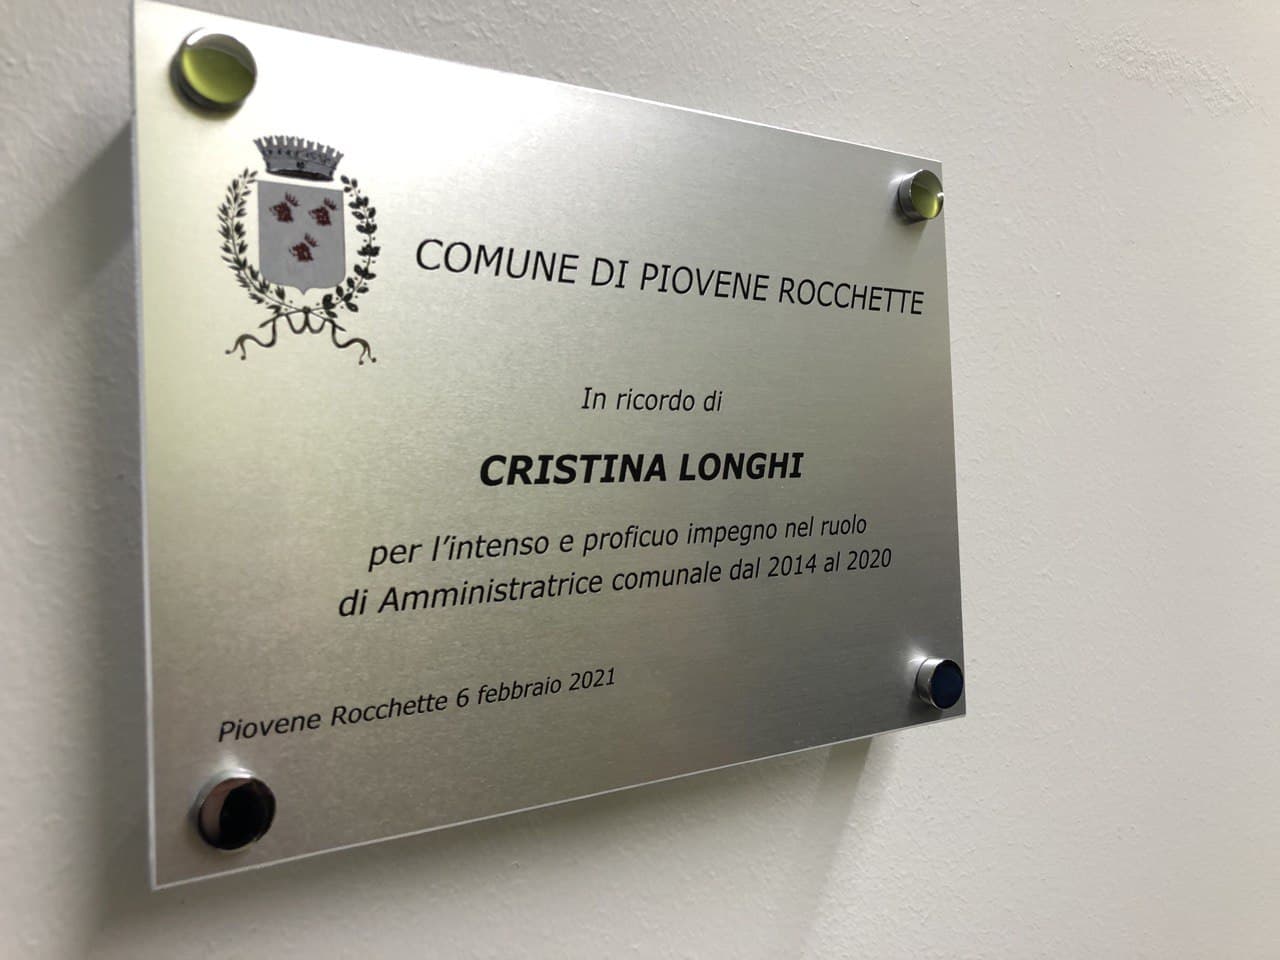 COMUNE DI PIOVENE ROCCHETTE
In ricordo di
CRISTINA LONGHI
per l'intenso e proficuo impegno nel ruolo
di Amministratrice comunale dal 2014 al 2020
Piovene Rocchette 6 febbraio 2021